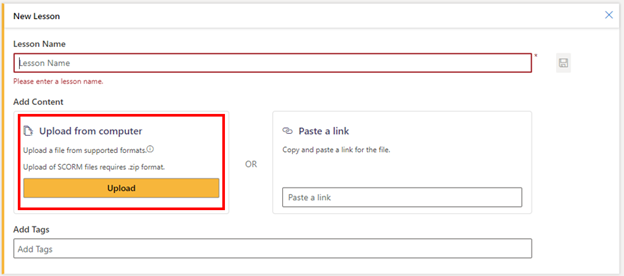 New Lesson
Lesson Name
Lesson Name *
Please enter a lesson name.
Add Content
Upload from computer
Upload a file from supported formats.
Upload of SCORM files requires .zip format.
Upload
OR
Paste a link
Copy and paste a link for the file.
Paste a link
Add Tags
Add Tags